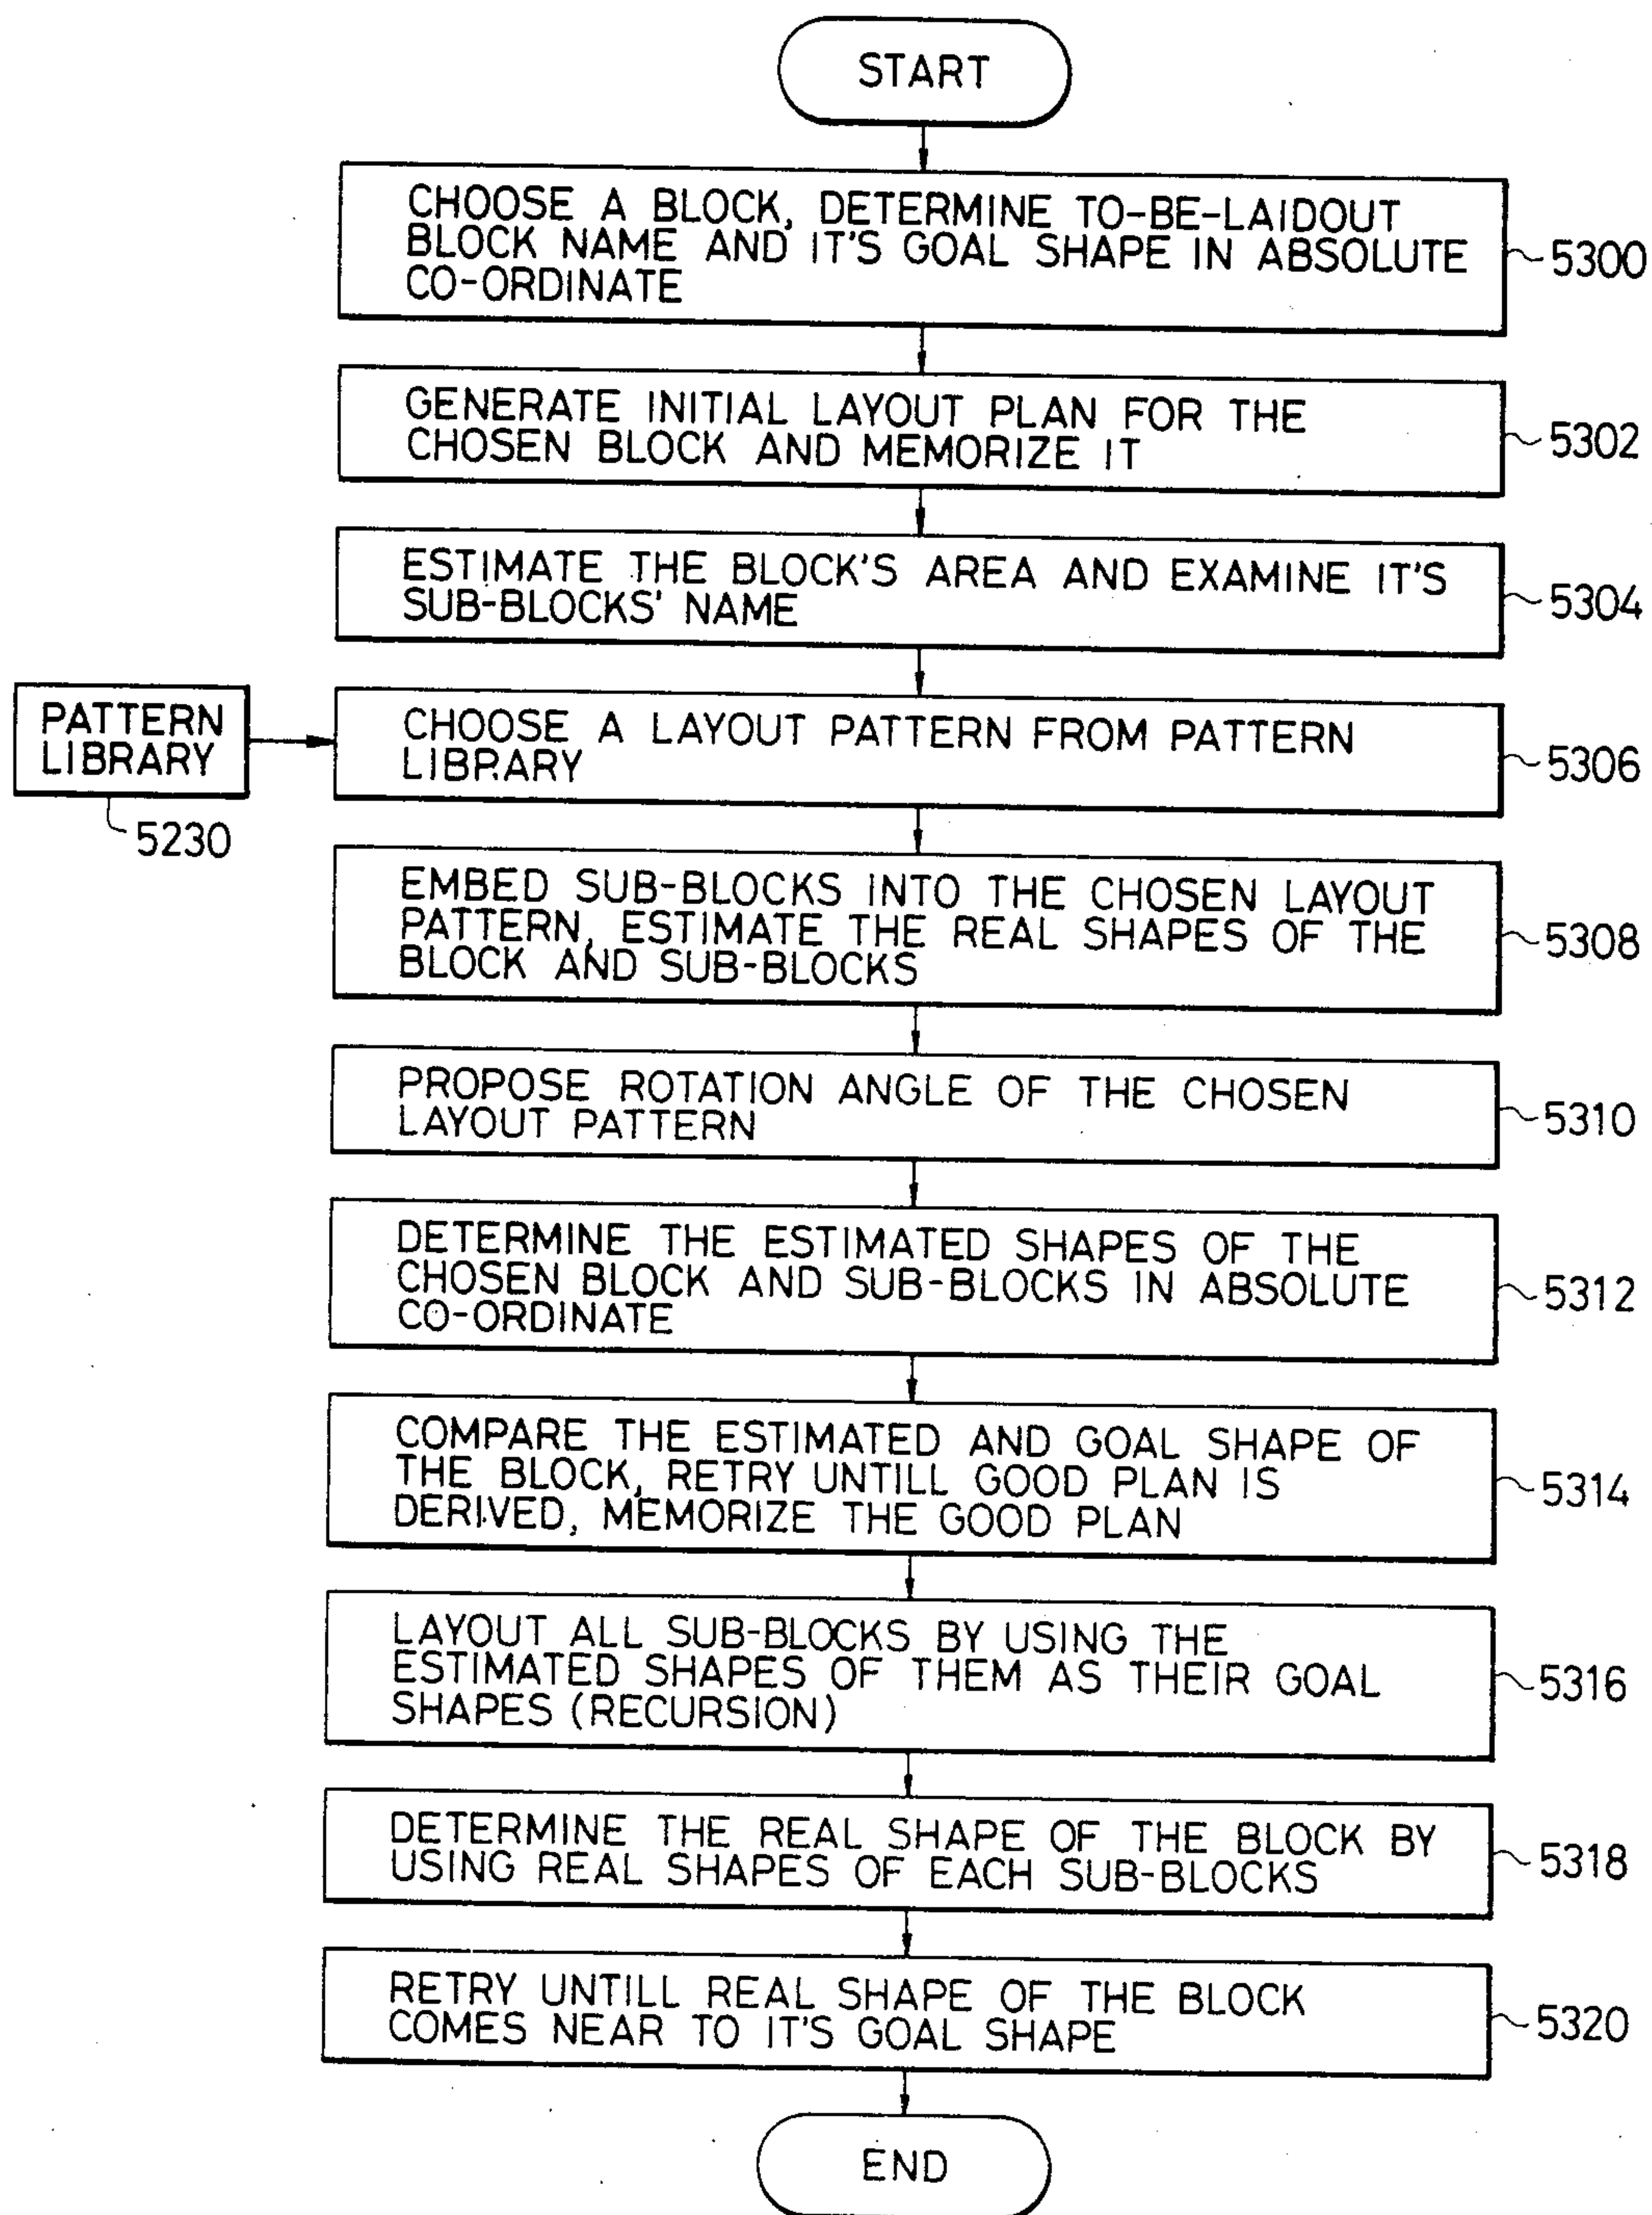 START
CHOOSE A BLOCK, DETERMINE TO-BE-LAIDOUT
BLOCK NAME AND IT'S GOAL SHAPE IN ABSOLUTE
CO-ORDINATE
5300
GENERATE INITIAL LAYOUT PLAN FOR THE
CHOSEN BLOCK AND MEMORIZE IT
5302
ESTIMATE THE BLOCK'S AREA AND EXAMINE IT'S
SUB-BLOCKS' NAME
5304
PATTERN
LIBRARY
5230
CHOOSE A LAYOUT PATTERN FROM PATTERN
LIBRARY
5306
EMBED SUB-BLOCKS INTO THE CHOSEN LAYOUT
PATTERN, ESTIMATE THE REAL SHAPES OF THE
BLOCK AND SUB-BLOCKS
5308
PROPOSE ROTATION ANGLE OF THE CHOSEN
LAYOUT PATTERN
5310
DETERMINE THE ESTIMATED SHAPES OF THE
CHOSEN BLOCK AND SUB-BLOCKS IN ABSOLUTE
CO-ORDINATE
5312
COMPARE THE ESTIMATED AND GOAL SHAPE OF
THE BLOCK, RETRY UNTILL GOOD PLAN IS
DERIVED, MEMORIZE THE GOOD PLAN
5314
LAYOUT ALL SUB-BLOCKS BY USING THE
ESTIMATED SHAPES OF THEM AS THEIR GOAL
SHAPES (RECURSION)
5316
DETERMINE THE REAL SHAPE OF THE BLOCK BY
USING REAL SHAPES OF EACH SUB-BLOCKS
5318
RETRY UNTILL REAL SHAPE OF THE BLOCK
COMES NEAR TO IT'S GOAL SHAPE
5320
END